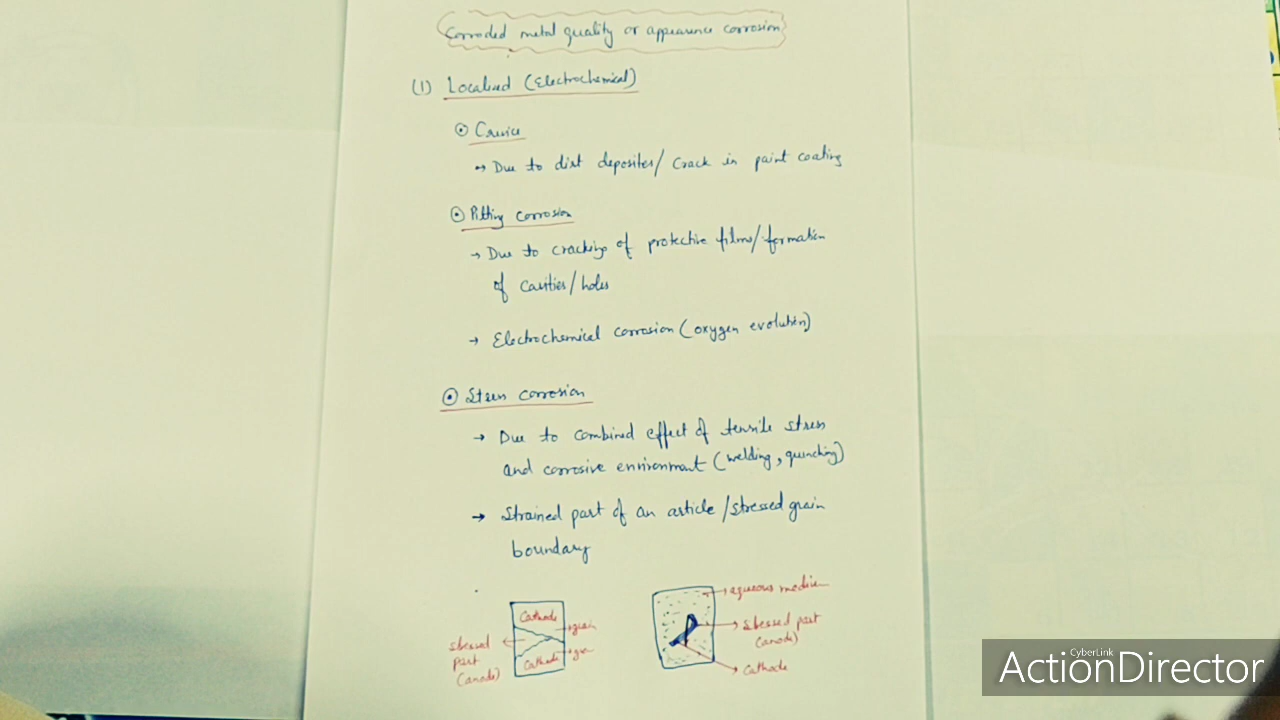 Corroded metal quality or appearence corrosion
(1) Localised (Electrochemical)
Crevice
→ Due to dirt deposites/ crack in paint coating
Pitting corrosion
→ Due to cracking of protective films/formation
of cavities/holes
→ Electrochemical corrosion (oxygen evolution)
Stress corrosion
→ Due to combined effect of tensile stress
and corrosive environment (welding, quenching)
→ Strained part of an article /stressed grain
boundary
Cathode
grain
stressed
part
(anode)
Cathode
aqueous medium
stressed part
(anode)
cathode
CyberLink
ActionDirector